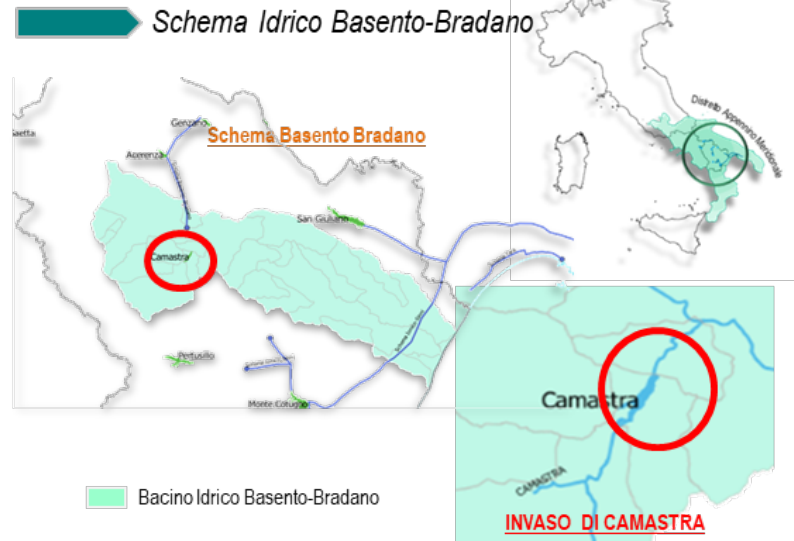 Schema Idrico Basento-Bradano
Distretto Appennino Meridionale
Gaetta
Genzano
Schema Basento Bradano
Acerenza
San Giuliano
Camastra
Pertusillo
Monte Cotugno
Camastra
CAMASTRA
Bacino Idrico Basento-Bradano
INVASO DI CAMASTRA